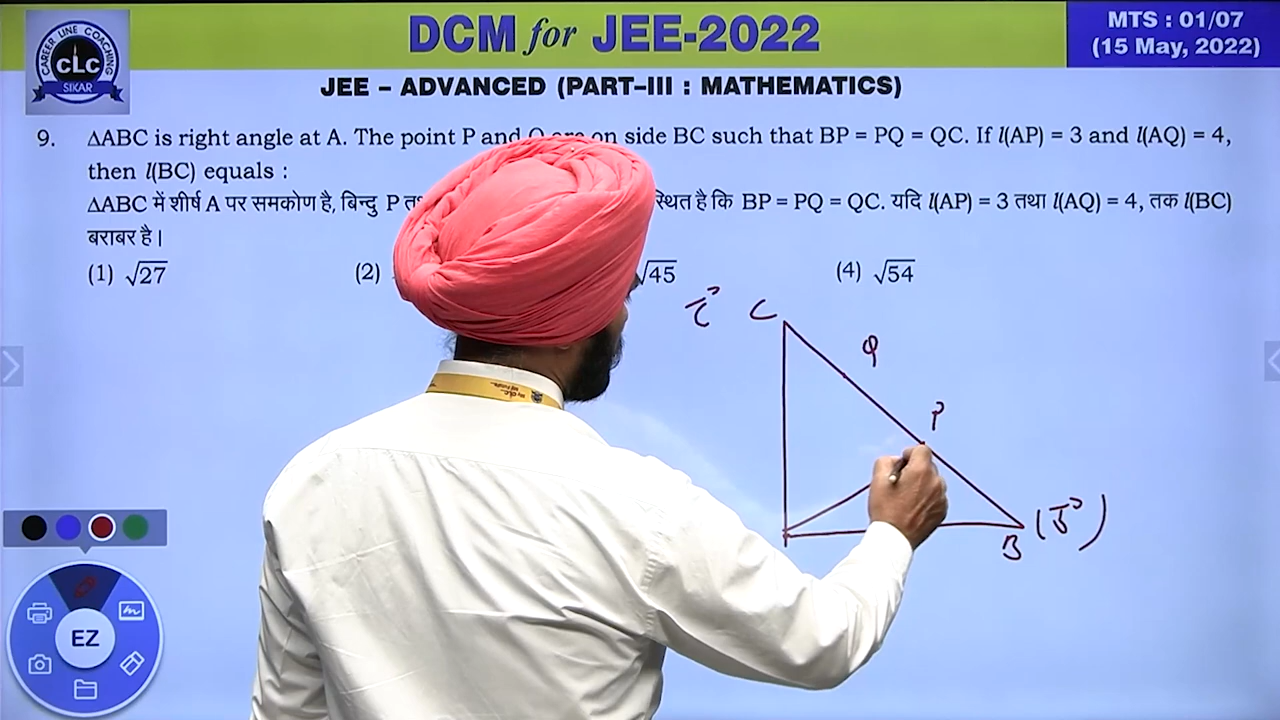 DCM for JEE-2022
MTS : 01/07
(15 May, 2022)
CAREER LINE COACHING
CLC
SIKAR
JEE – ADVANCED (PART–III : MATHEMATICS)
9. ΔABC is right angle at A. The point P and Q are on side BC such that BP = PQ = QC. If l(AP) = 3 and l(AQ) = 4,
then l(BC) equals :
ΔABC में शीर्ष A पर समकोण है, बिन्दु P स्थित है कि BP = PQ = QC. यदि l(AP) = 3 तथा l(AQ) = 4, तक l(BC)
बराबर है।
(1) √27 (2) √45 (4) √54
C
Q
P
B
EZ